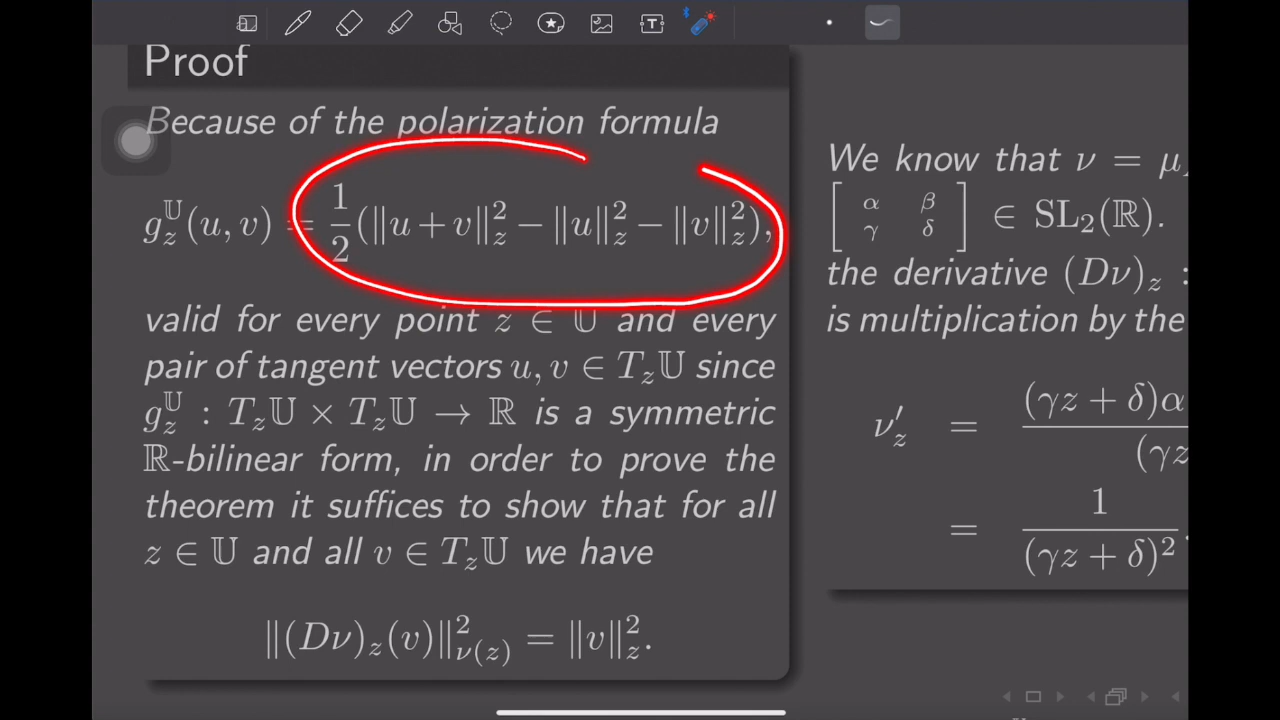 Proof
Because of the polarization formula
g_z^𝕌(u, v) = 1/2(‖u + v‖_z^2 − ‖u‖_z^2 − ‖v‖_z^2),
valid for every point z ∈ 𝕌 and every
pair of tangent vectors u, v ∈ T_z𝕌 since
g_z^𝕌 : T_z𝕌 × T_z𝕌 → ℝ is a symmetric
ℝ-bilinear form, in order to prove the
theorem it suffices to show that for all
z ∈ 𝕌 and all v ∈ T_z𝕌 we have
‖(Dν)_z(v)‖_{ν(z)}^2 = ‖v‖_z^2.
We know that ν = μ
[α β
γ δ] ∈ SL_2(ℝ).
the derivative (Dν)_z :
is multiplication by the
ν'_z = (γz + δ)α
(γz
= 1/(γz + δ)^2.